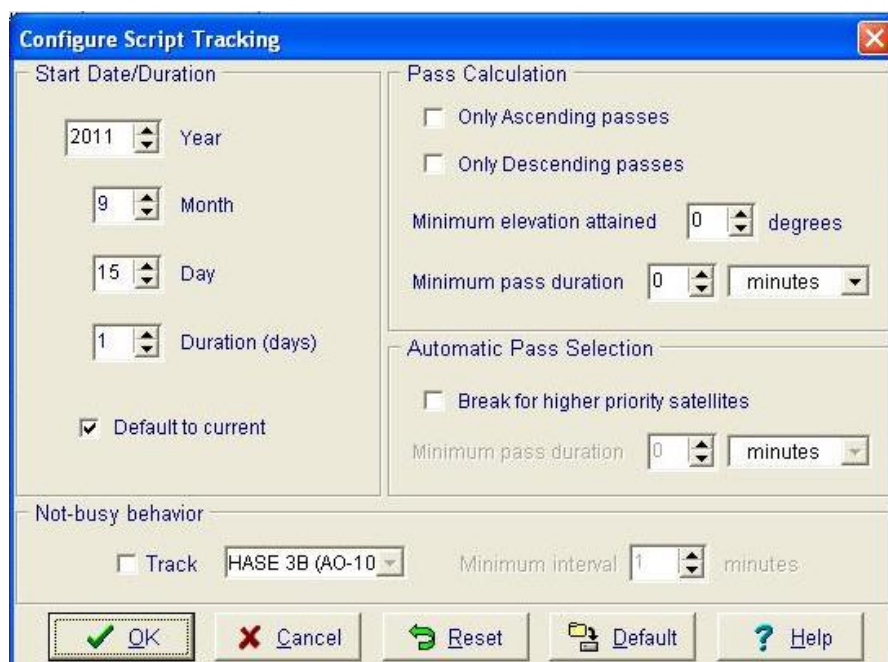 Configure Script Tracking
Start Date/Duration
2011 Year
9 Month
15 Day
1 Duration (days)
Default to current
Pass Calculation
Only Ascending passes
Only Descending passes
Minimum elevation attained 0 degrees
Minimum pass duration 0 minutes
Automatic Pass Selection
Break for higher priority satellites
Minimum pass duration 0 minutes
Not-busy behavior
Track HASE 3B (AO-10 Minimum interval 1 minutes
OK Cancel Reset Default Help